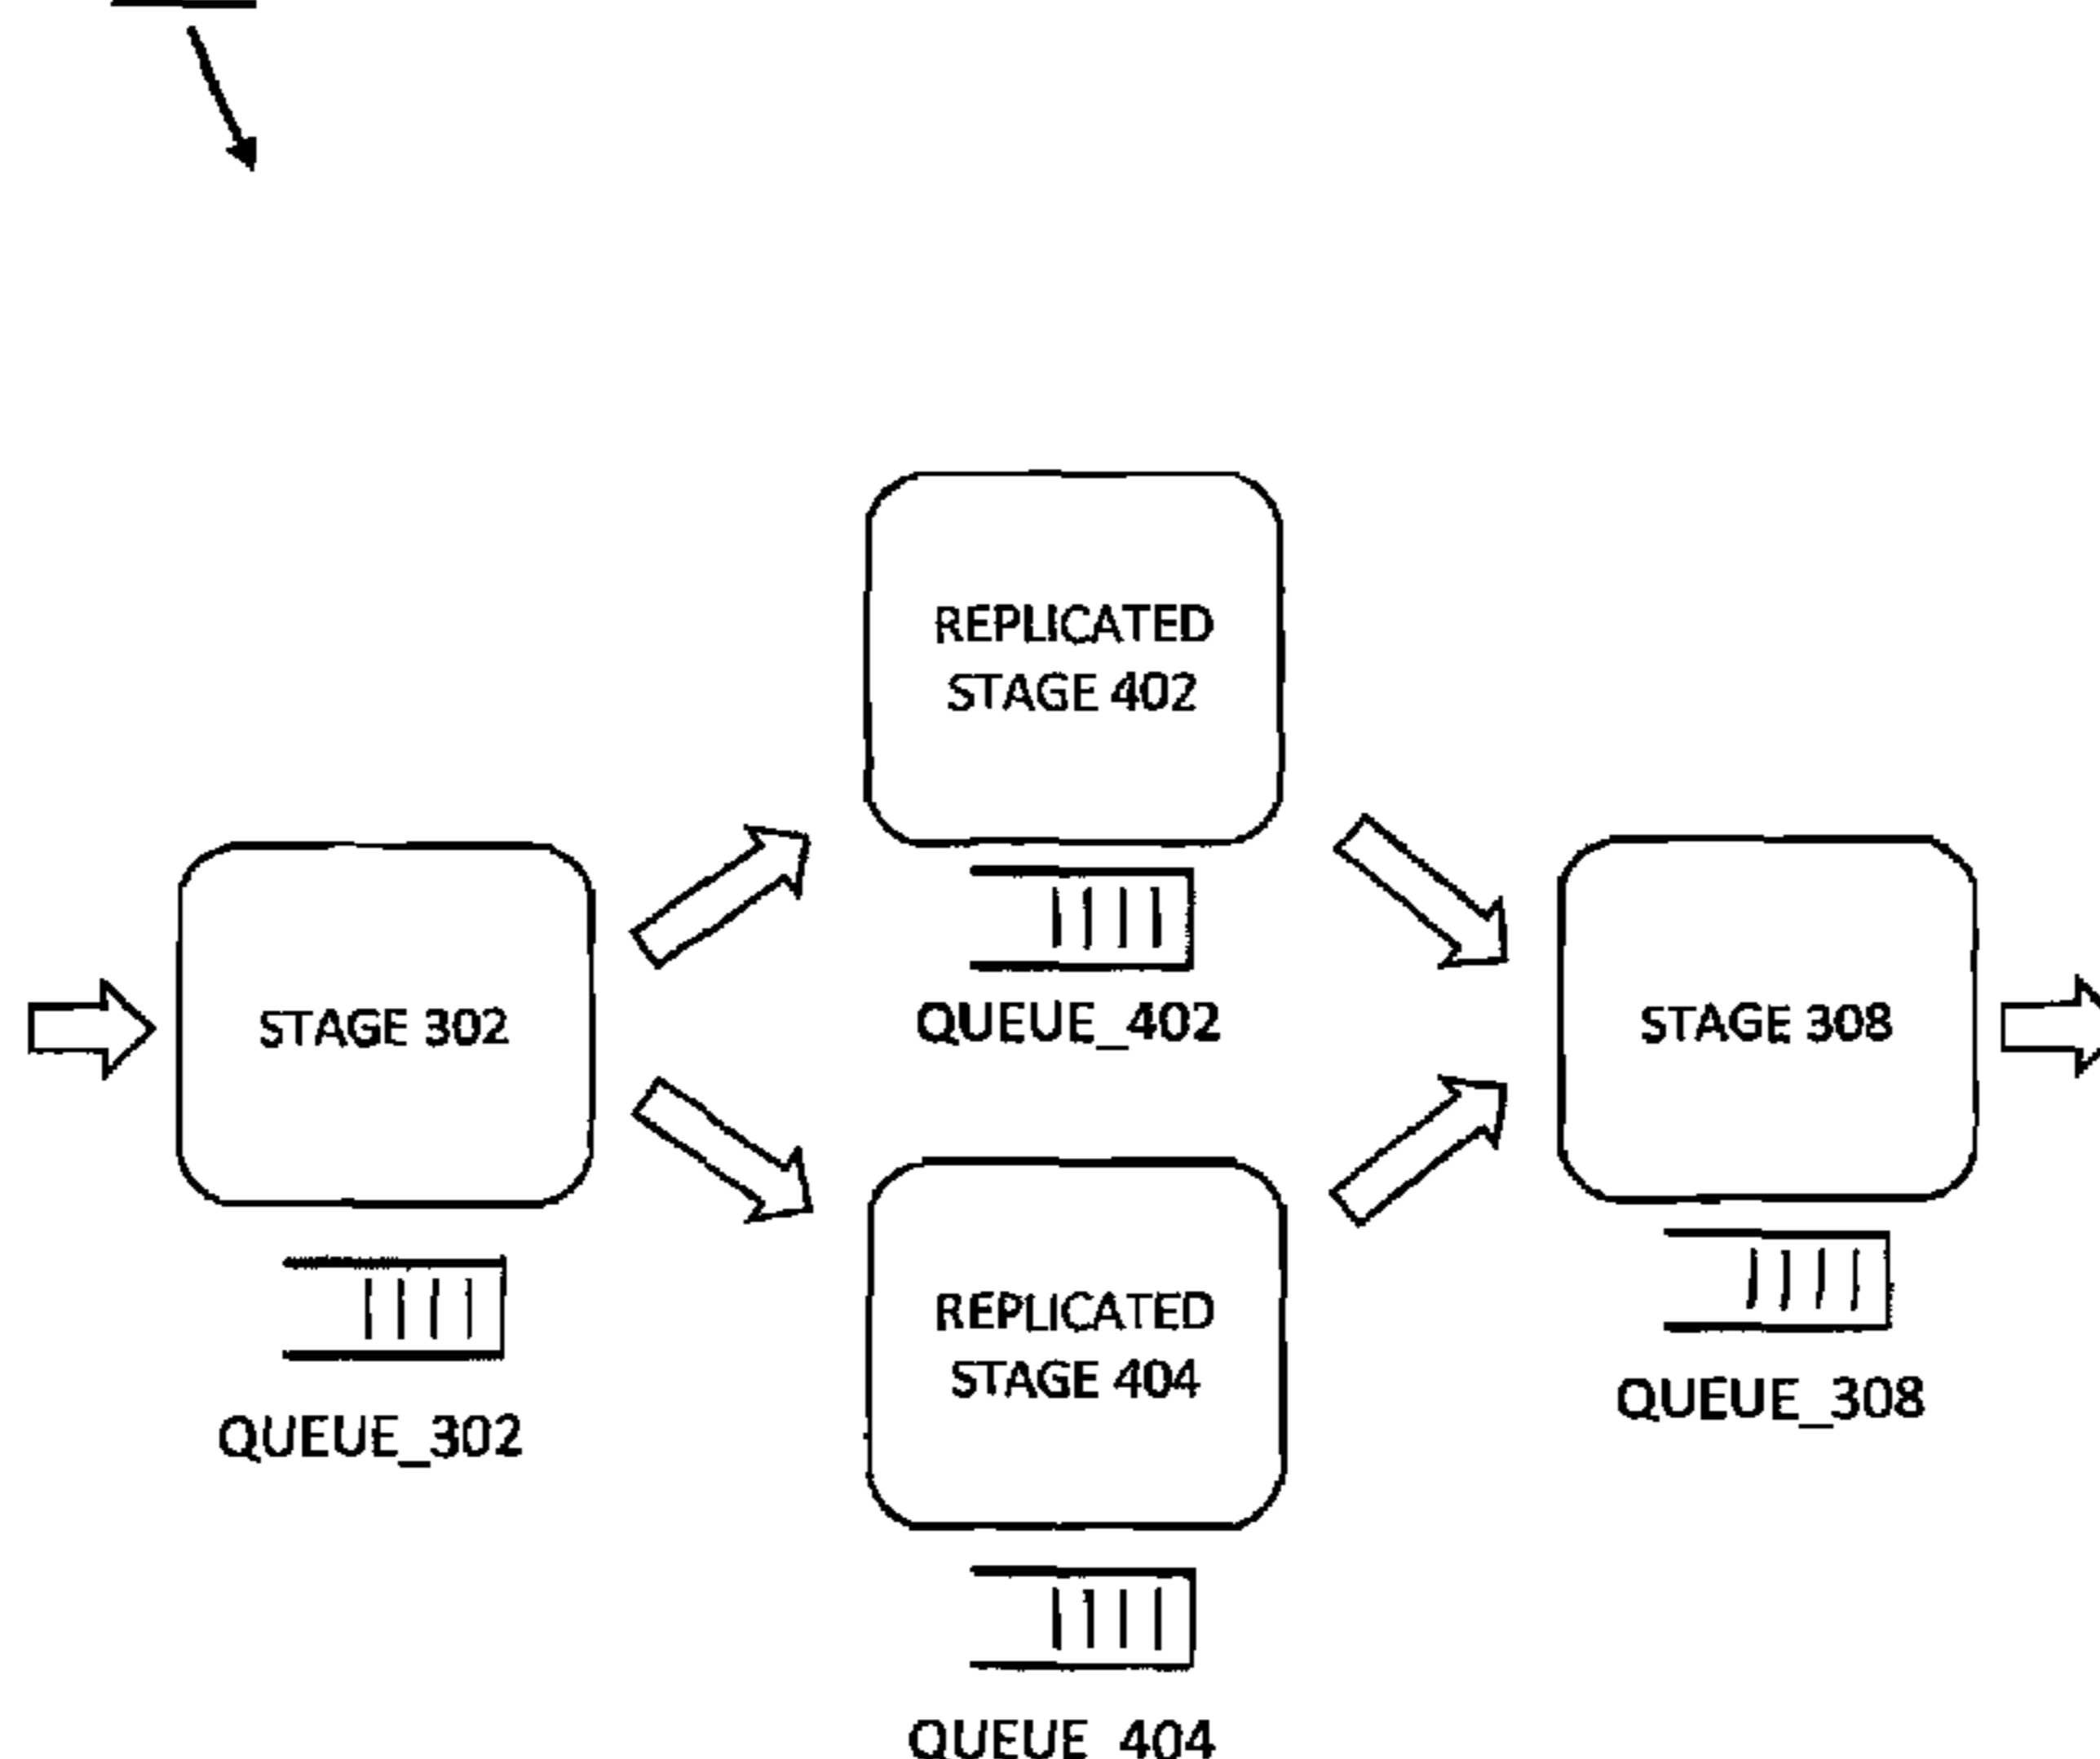 REPLICATED
STAGE 402
QUEUE_402
STAGE 302
QUEUE_302
REPLICATED
STAGE 404
QUEUE_404
STAGE 308
QUEUE_308